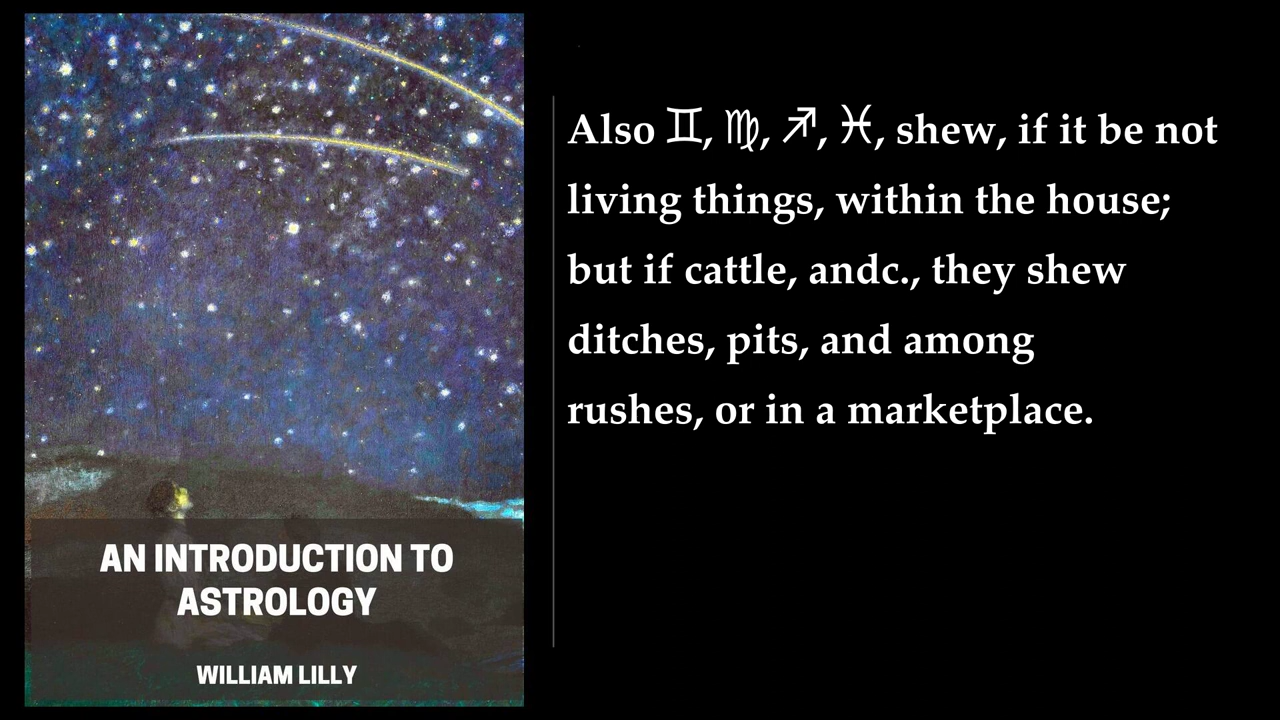 AN INTRODUCTION TO
ASTROLOGY
WILLIAM LILLY
Also ♊, ♍, ♐, ♓, shew, if it be not
living things, within the house;
but if cattle, andc., they shew
ditches, pits, and among
rushes, or in a marketplace.